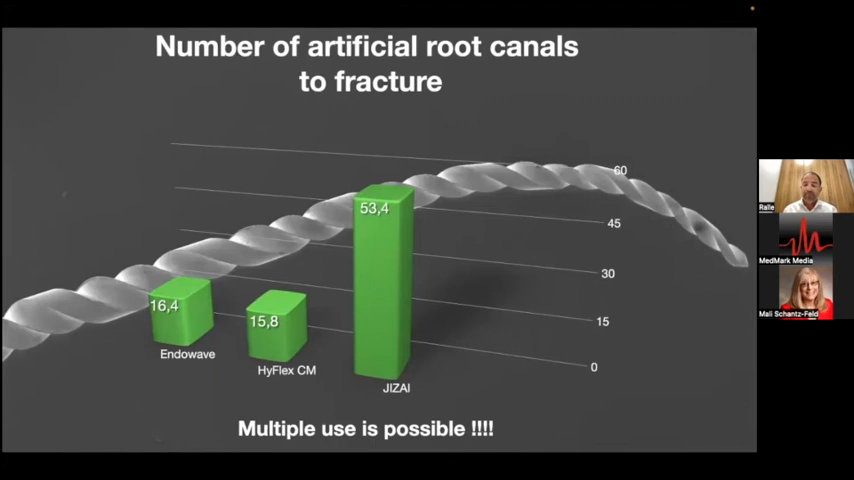 Number of artificial root canals
to fracture
60
45
30
15
0
53,4
16,4
15,8
Endowave
HyFlex CM
JIZAI
Multiple use is possible !!!!
Ralle
MedMark Media
Mali Schantz-Feld